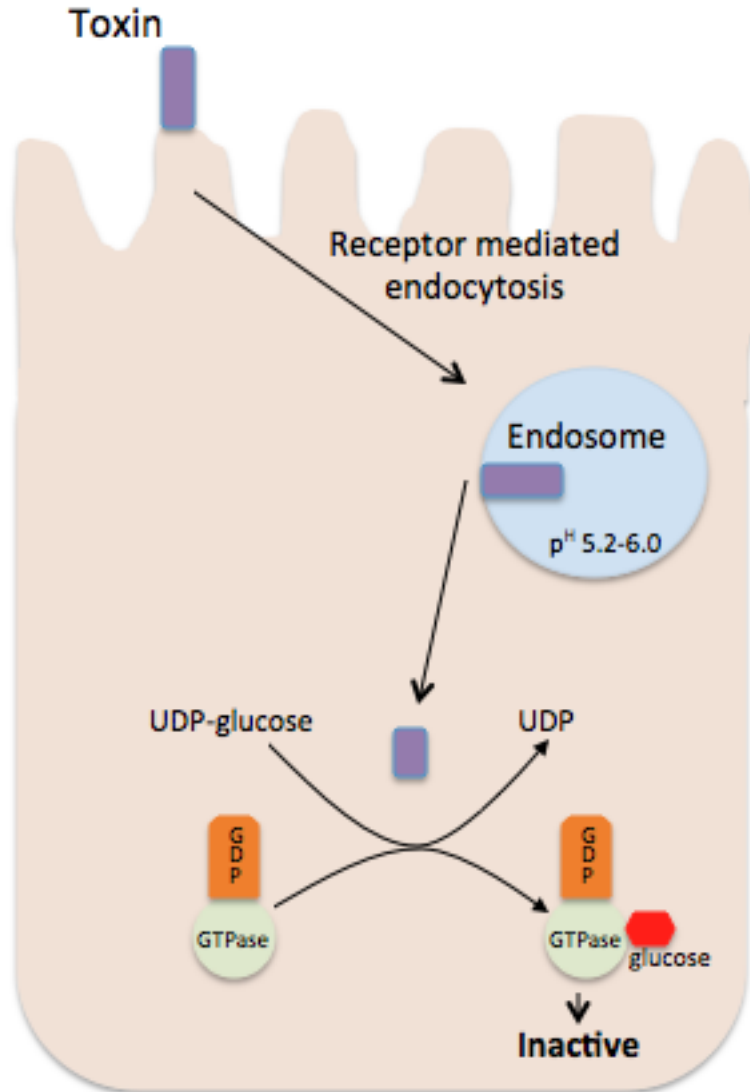 Toxin
Receptor mediated
endocytosis
Endosome
pᴴ 5.2-6.0
UDP-glucose
UDP
G
D
P
G
D
P
GTPase
GTPase
glucose
Inactive